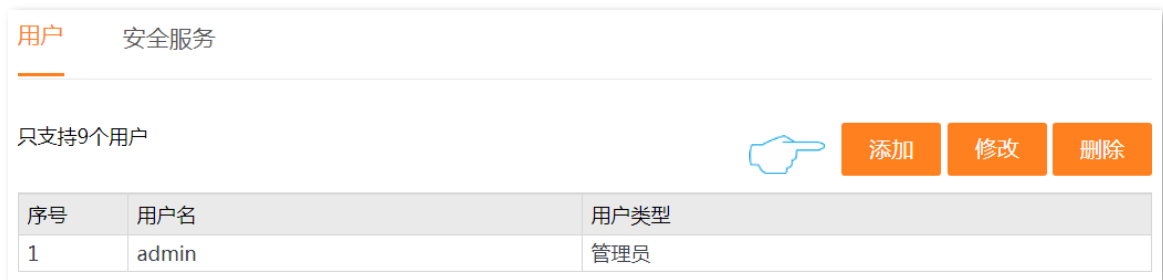 用户 安全服务
只支持9个用户 添加 修改 删除
序号 用户名 用户类型
1 admin 管理员